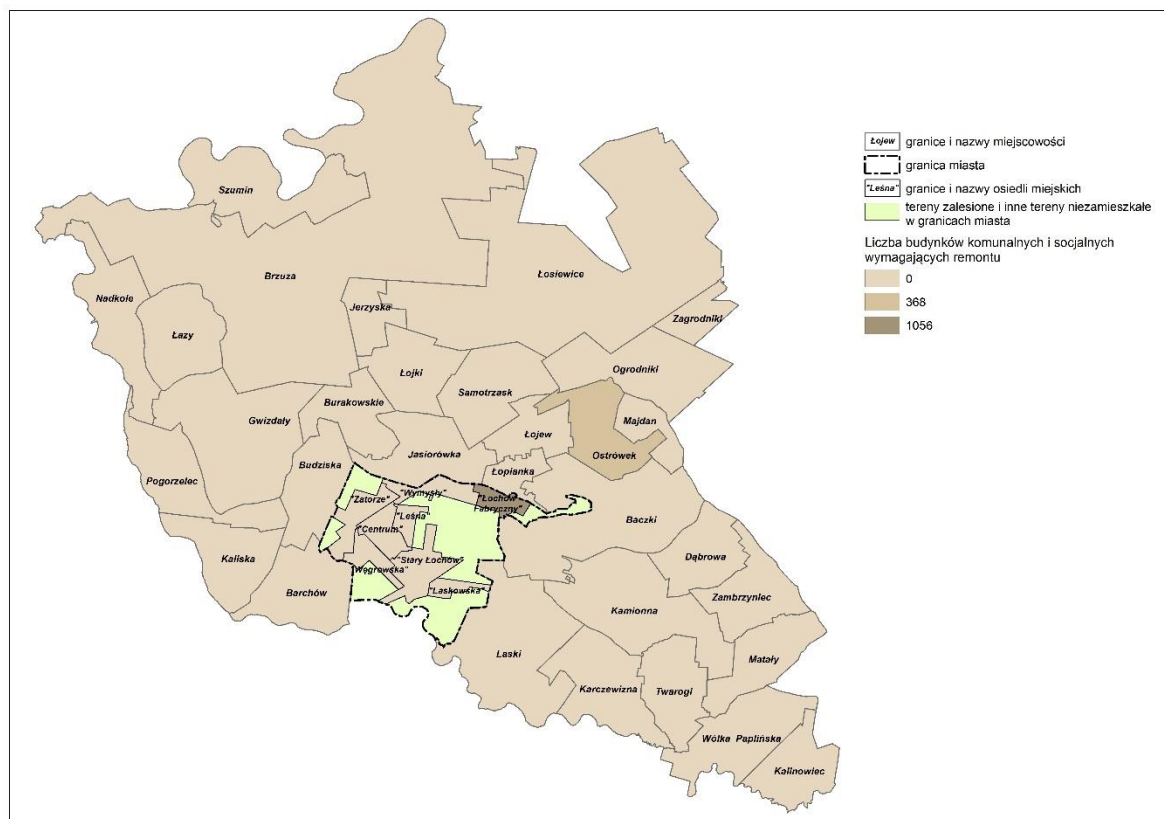 Łojew granice i nazwy miejscowości
granica miasta
"Leśna" granice i nazwy osiedli miejskich
tereny zalesione i inne tereny niezamieszkałe
w granicach miasta
Liczba budynków komunalnych i socjalnych
wymagających remontu
0
368
1056
Szumin
Brzuza
Łosiewice
Nadkole
Jerzyska
Zagrodniki
Łazy
Ogrodniki
Łojki
Samotrzask
Burakowskie
Gwizdały
Majdan
Łojew
Jasiorówka
Ostrówek
Budziska
Łopianka
Pogorzelec
"Zatorze"
"Wymysły"
"Łochów
Fabryczny"
"Leśna"
Baczki
"Centrum"
Kaliska
"Stary Łochów"
Dąbrowa
"Węgrowska"
Barchów
"Laskowska"
Zambrzyniec
Kamionna
Laski
Matały
Karczewizna
Twarogi
Wólka Paplińska
Kalinowiec